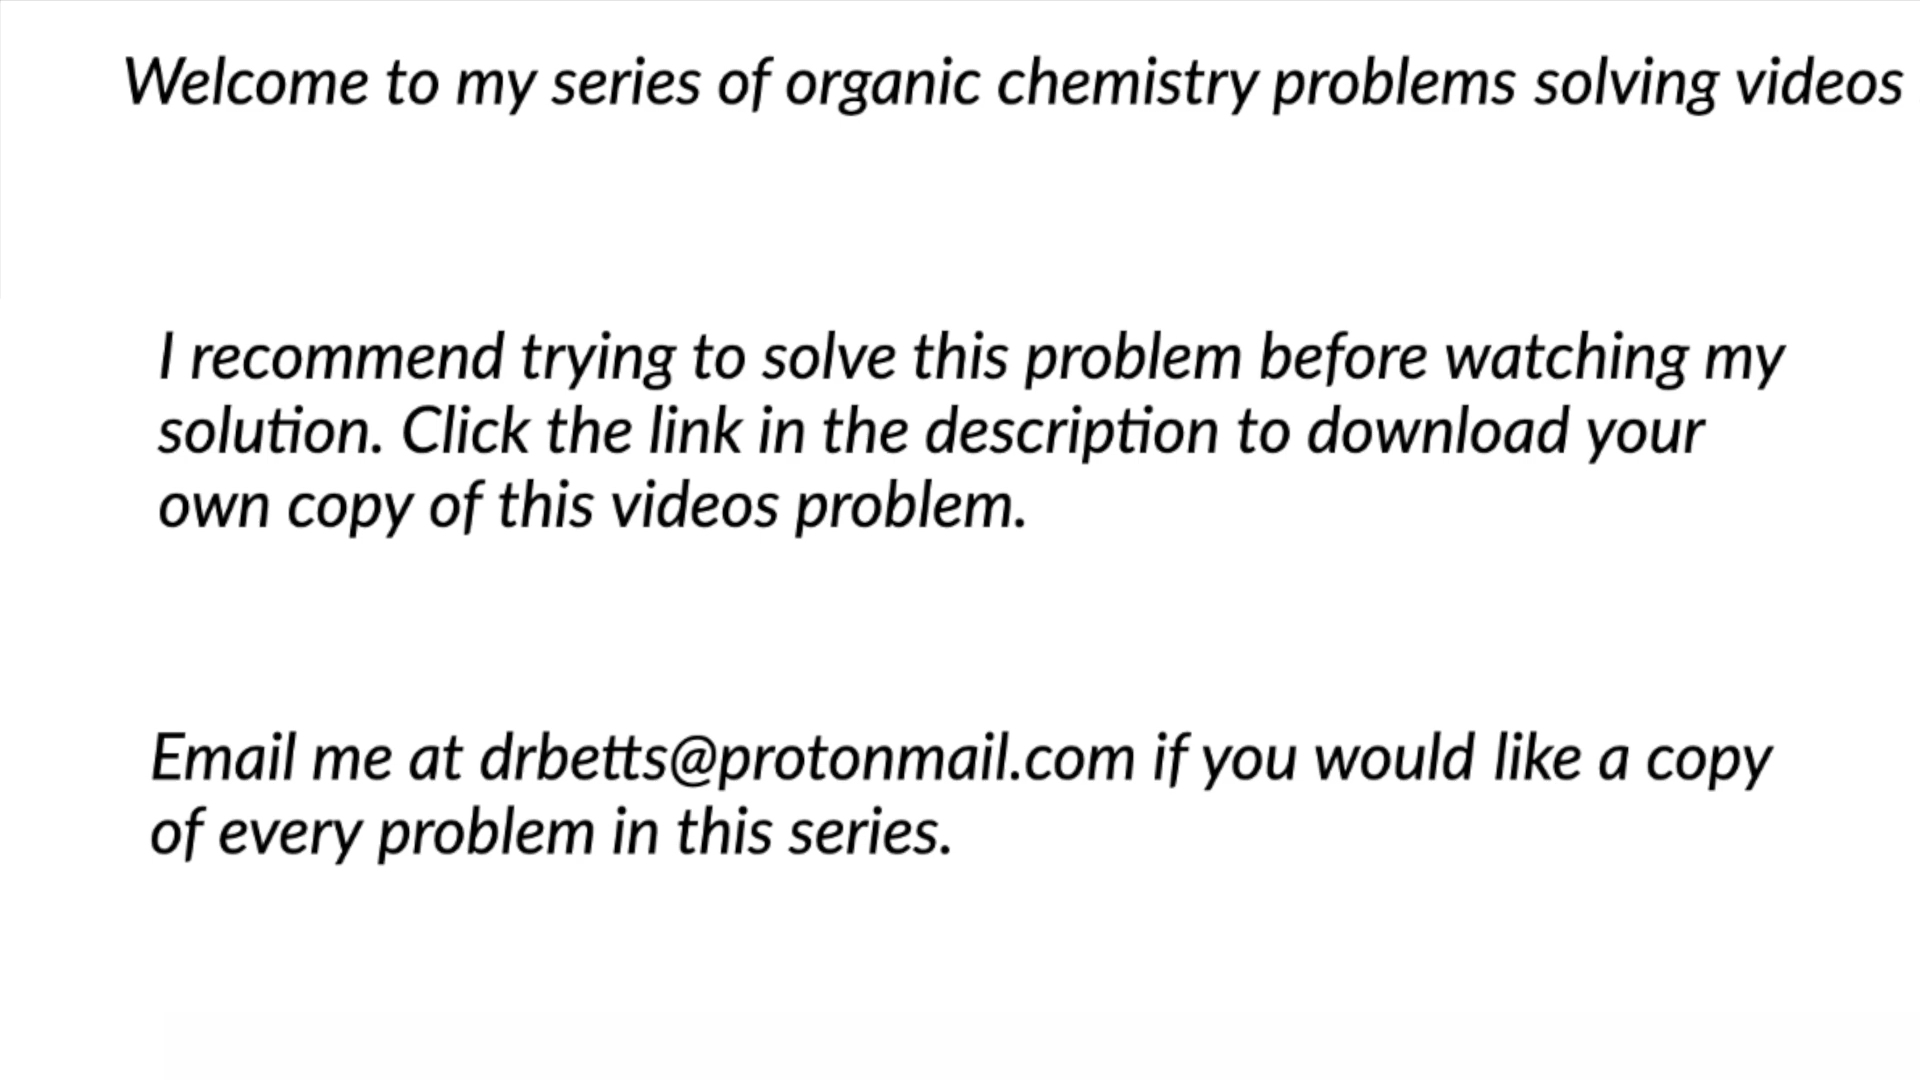 Welcome to my series of organic chemistry problems solving videos
I recommend trying to solve this problem before watching my
solution. Click the link in the description to download your
own copy of this videos problem.
Email me at drbetts@protonmail.com if you would like a copy
of every problem in this series.